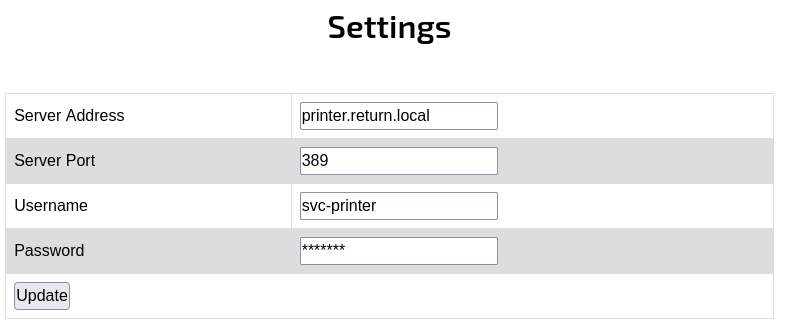 Settings
Server Address printer.return.local
Server Port 389
Username svc-printer
Password *******
Update